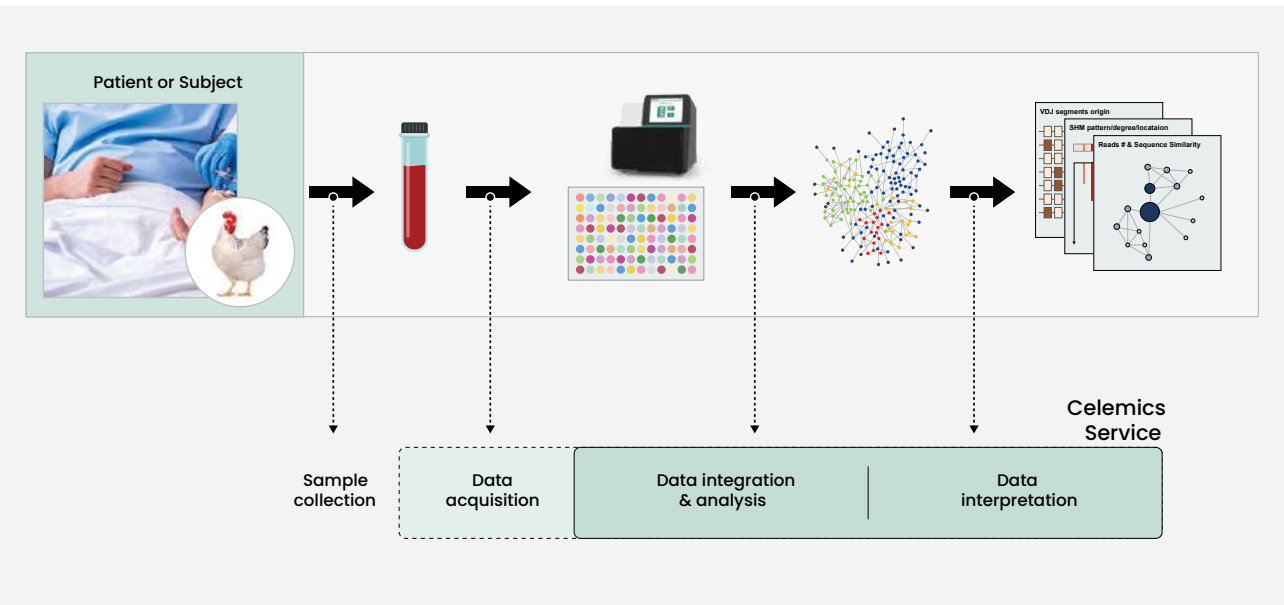 Patient or Subject
VDJ segments origin
SHM pattern/degree/locataion
Reads # & Sequence Similarity
Celemics
Service
Sample
collection
Data
acquisition
Data integration
& analysis
Data
interpretation